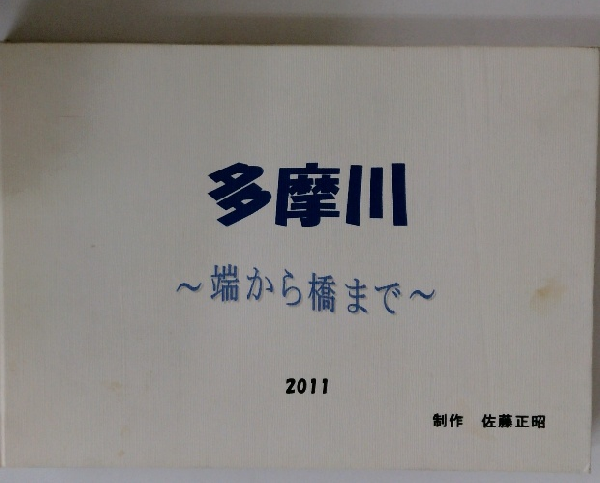 多摩川
～端から橋まで～
2011
制作　佐藤正昭